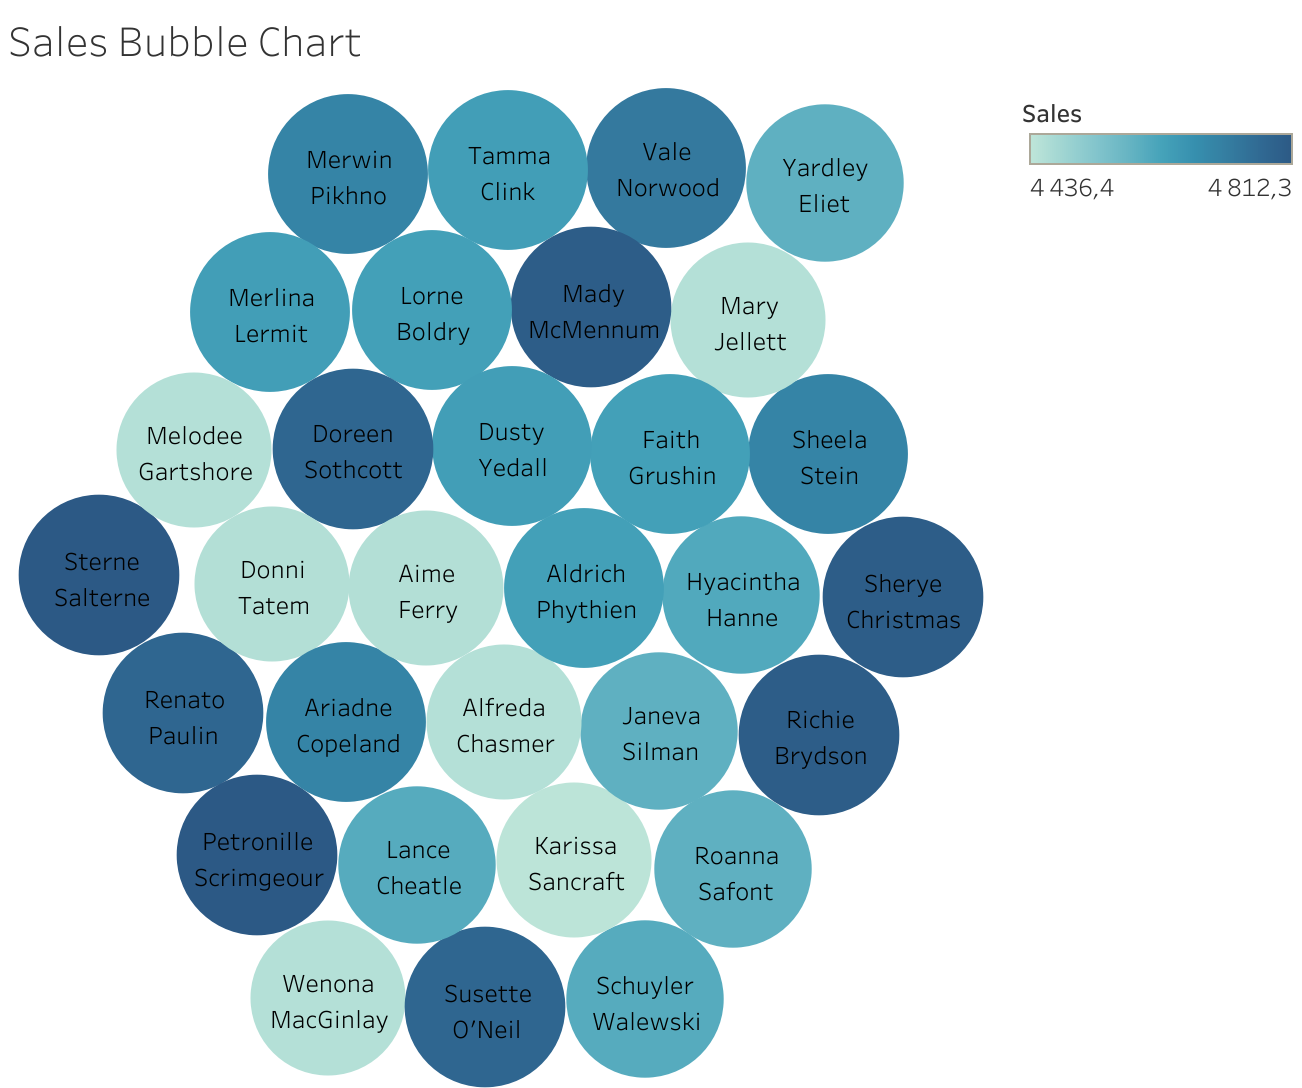 Sales Bubble Chart
Sales
4 436,4
4 812,3
Merwin
Pikhno
Tamma
Clink
Vale
Norwood
Yardley
Eliet
Merlina
Lermit
Lorne
Boldry
Mady
McMennum
Mary
Jellett
Melodee
Gartshore
Doreen
Sothcott
Dusty
Yedall
Faith
Grushin
Sheela
Stein
Sterne
Salterne
Donni
Tatem
Aime
Ferry
Aldrich
Phythien
Hyacintha
Hanne
Sherye
Christmas
Renato
Paulin
Ariadne
Copeland
Alfreda
Chasmer
Janeva
Silman
Richie
Brydson
Petronille
Scrimgeour
Lance
Cheatle
Karissa
Sancraft
Roanna
Safont
Wenona
MacGinlay
Susette
O’Neil
Schuyler
Walewski